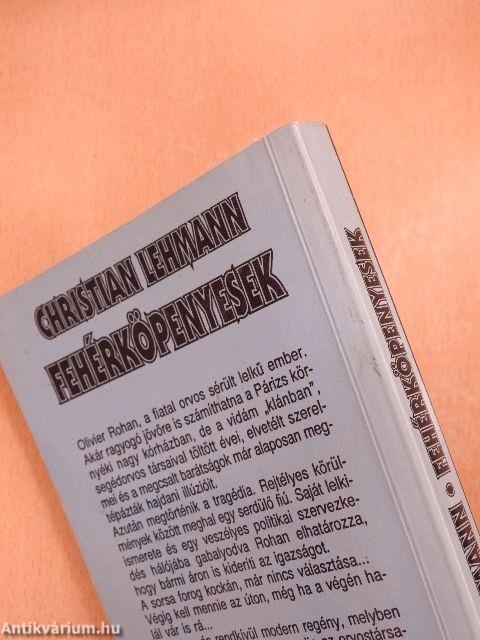 CHRISTIAN LEHMANN
FEHÉRKÖPENYESEK
Olivier Rohan, a fiatal orvos sérült lelkű ember.
Akár ragyogó jövőre is számíthatna a Párizs kör-
nyéki nagy kórházban, de a vidám „klánban",
segédorvos társaival töltött évei, elvetélt szerel-
mei és a megcsalt barátságok már alaposan meg-
tépázták hajdani illúzióit.
Azután megtörténik a tragédia. Rejtélyes körül-
mények között meghal egy serdülő fiú. Saját lelki-
ismerete és egy veszélyes politikai szervezke-
dés hálójába gabalyodva Rohan elhatározza,
hogy bármi áron is kideríti az igazságot.
A sorsa forog kockán, már nincs választása...:
Végig kell mennie az úton, még ha a végén ha-
lál vár is rá...
és rendkívül modern regény, melyben
az orvostársa-
MANN • FEHÉRKÖPENYESEK
Antikvárium.hu